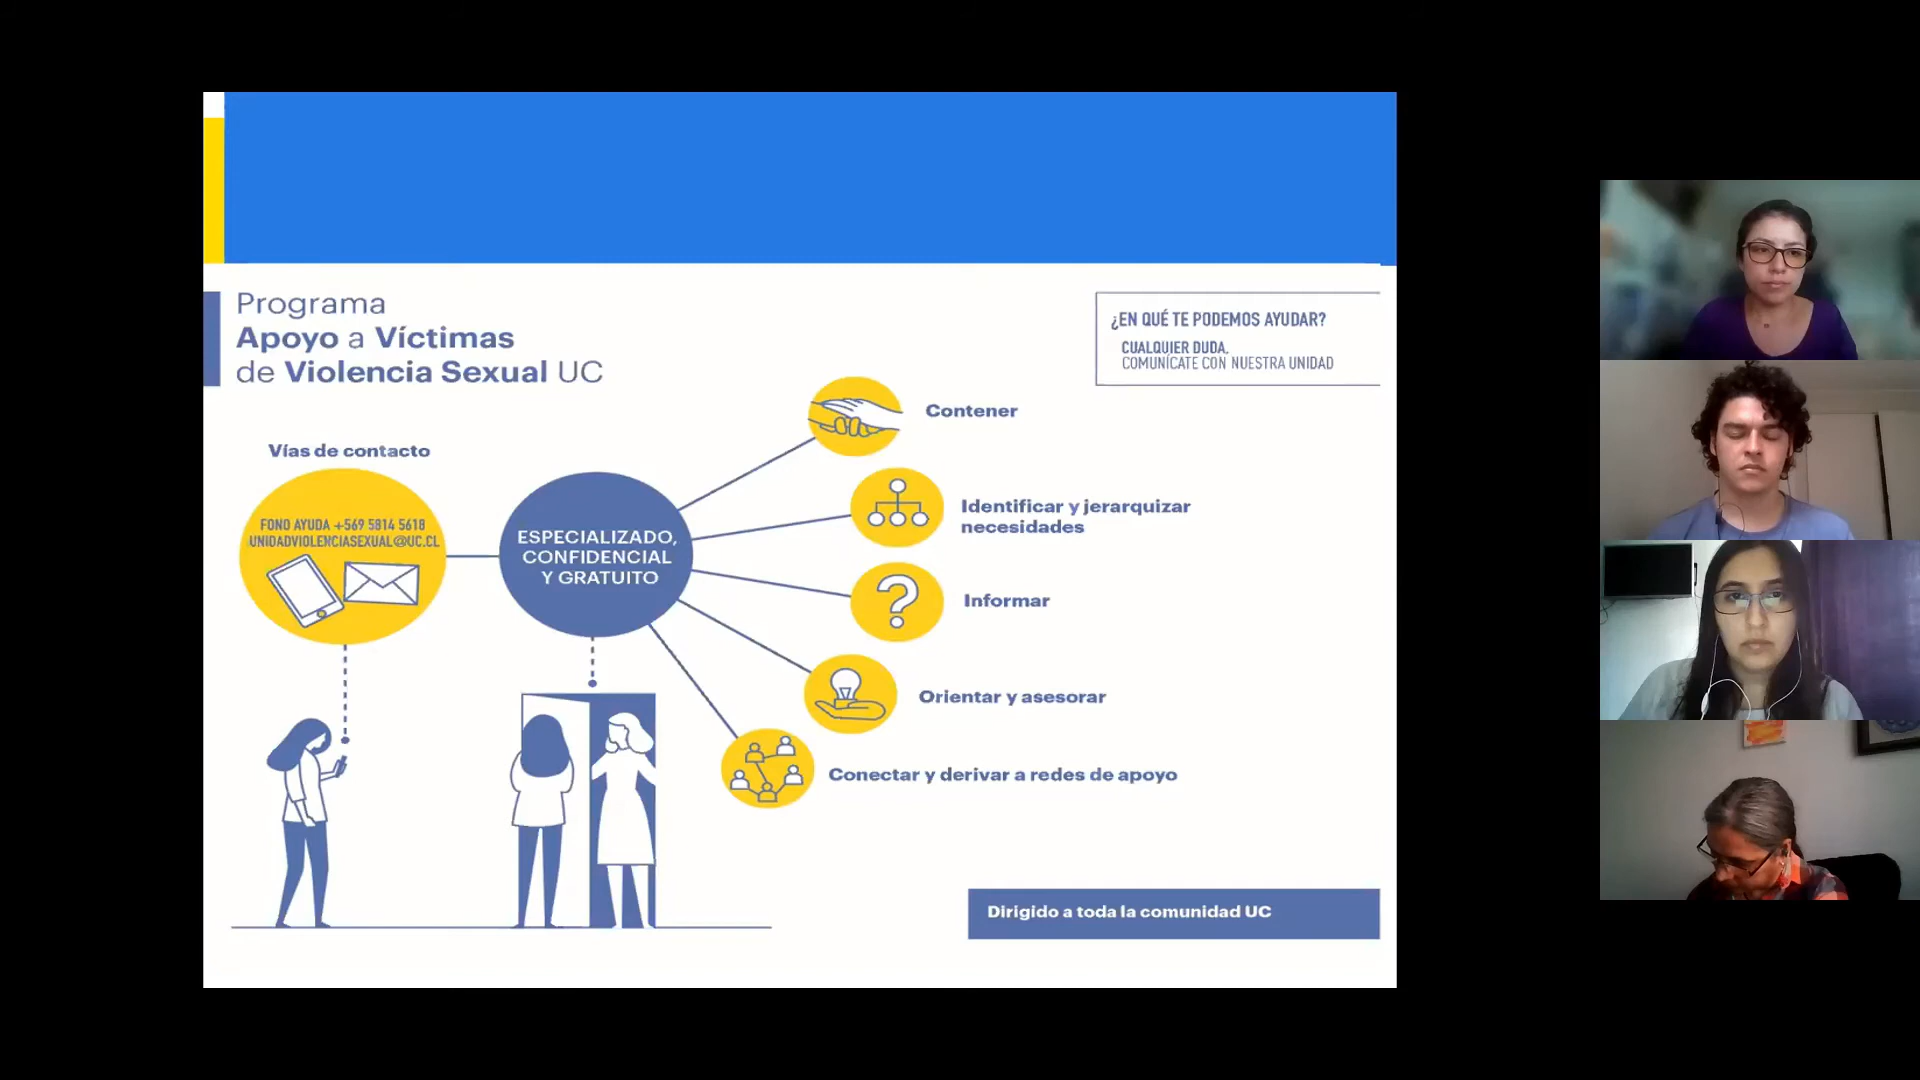 Programa
Apoyo a Víctimas
de Violencia Sexual UC
¿EN QUÉ TE PODEMOS AYUDAR?
CUALQUIER DUDA,
COMUNÍCATE CON NUESTRA UNIDAD
Vías de contacto
FONO AYUDA +569 5814 5618
UNIDADVIOLENCIASEXUAL@UC.CL
ESPECIALIZADO,
CONFIDENCIAL
Y GRATUITO
Contener
Identificar y jerarquizar
necesidades
Informar
Orientar y asesorar
Conectar y derivar a redes de apoyo
Dirigido a toda la comunidad UC